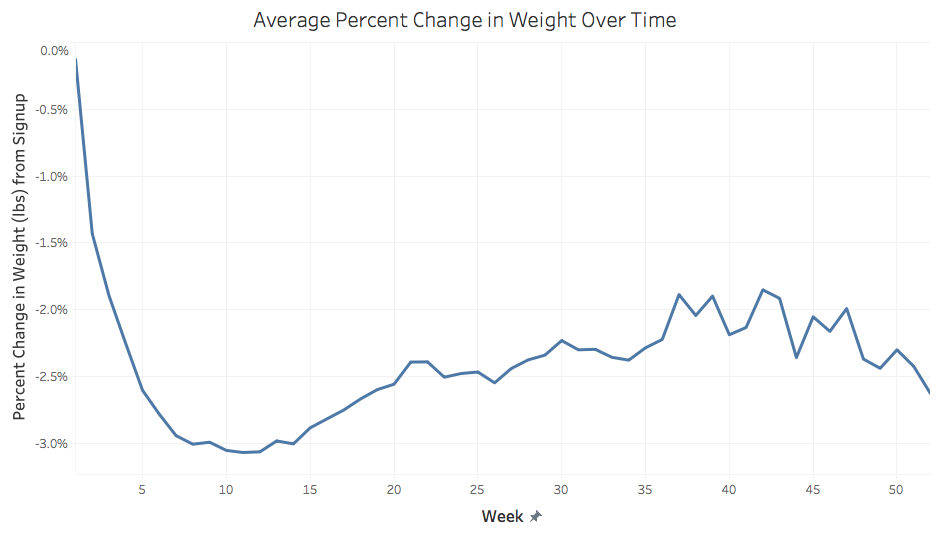 Average Percent Change in Weight Over Time
Percent Change in Weight (lbs) from Signup
0.0%
-0.5%
-1.0%
-1.5%
-2.0%
-2.5%
-3.0%
5 10 15 20 25 30 35 40 45 50
Week